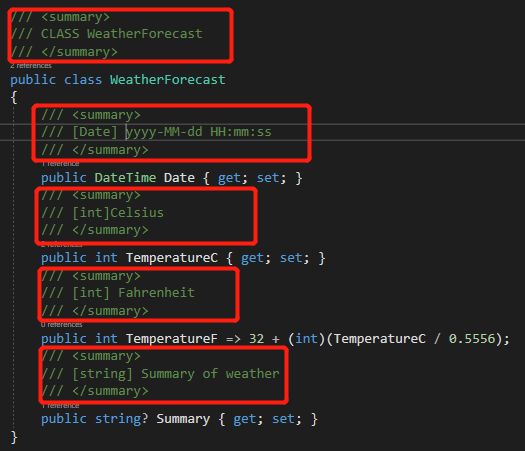 /// <summary>
/// CLASS WeatherForecast
/// </summary>
2 references
public class WeatherForecast
{
/// <summary>
/// [Date] yyyy-MM-dd HH:mm:ss
/// </summary>
1 reference
public DateTime Date { get; set; }
/// <summary>
/// [int]Celsius
/// </summary>
2 references
public int TemperatureC { get; set; }
/// <summary>
/// [int] Fahrenheit
/// </summary>
0 references
public int TemperatureF => 32 + (int)(TemperatureC / 0.5556);
/// <summary>
/// [string] Summary of weather
/// </summary>
1 reference
public string? Summary { get; set; }
}